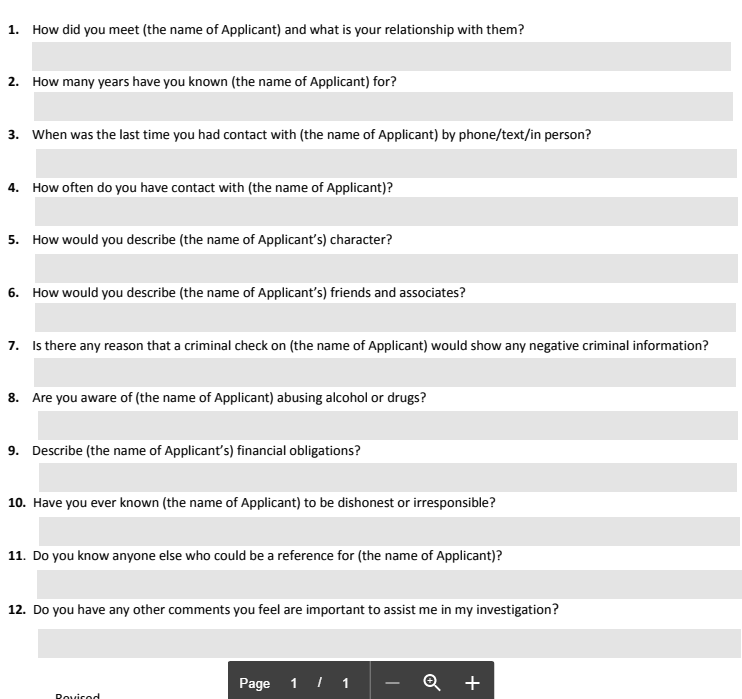 1. How did you meet (the name of Applicant) and what is your relationship with them?
2. How many years have you known (the name of Applicant) for?
3. When was the last time you had contact with (the name of Applicant) by phone/text/in person?
4. How often do you have contact with (the name of Applicant)?
5. How would you describe (the name of Applicant's) character?
6. How would you describe (the name of Applicant's) friends and associates?
7. Is there any reason that a criminal check on (the name of Applicant) would show any negative criminal information?
8. Are you aware of (the name of Applicant) abusing alcohol or drugs?
9. Describe (the name of Applicant's) financial obligations?
10. Have you ever known (the name of Applicant) to be dishonest or irresponsible?
11. Do you know anyone else who could be a reference for (the name of Applicant)?
12. Do you have any other comments you feel are important to assist me in my investigation?
Page 1 / 1
Revised